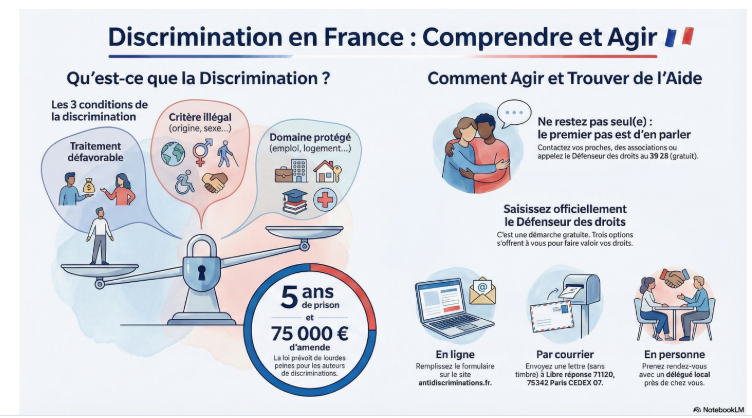 Discrimination en France : Comprendre et Agir
Qu'est-ce que la Discrimination ?
Les 3 conditions de
la discrimination
Traitement
défavorable
Critère illégal
(origine, sexe...)
Domaine protégé
(emploi, logement...)
5 ans
de prison
et
75 000 €
d'amende
La loi prévoit de lourdes
peines pour les auteurs
de discriminations.
Comment Agir et Trouver de l'Aide
Ne restez pas seul(e) :
le premier pas est d'en parler
Contactez vos proches, des associations ou
appelez le Défenseur des droits au 39 28 (gratuit).
Saisissez officiellement
le Défenseur des droits
C'est une démarche gratuite. Trois options
s'offrent à vous pour faire valoir vos droits.
@
En ligne
Remplissez le formulaire
sur le site
antidiscriminations.fr.
Par courrier
Envoyez une lettre (sans
timbre) à Libre réponse 71120,
75342 Paris CEDEX 07.
En personne
Prenez rendez-vous
avec un délégué local
près de chez vous.
NotebookLM